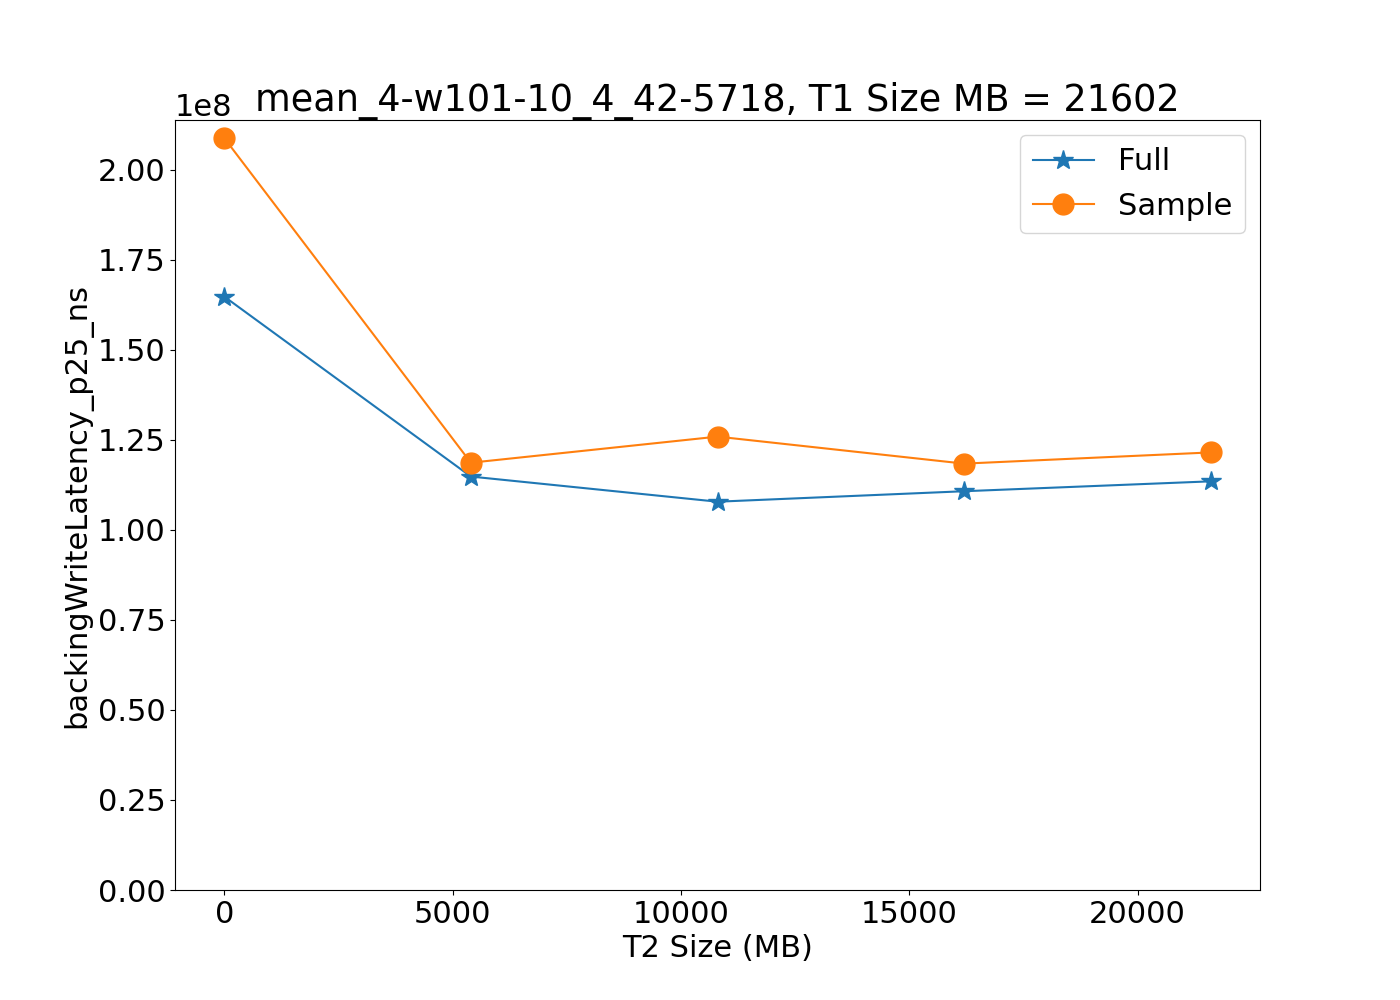 1e8
mean_4-w101-10_4_42-5718, T1 Size MB = 21602
Full
Sample
backingWriteLatency_p25_ns
2.00
1.75
1.50
1.25
1.00
0.75
0.50
0.25
0.00
0 5000 10000 15000 20000
T2 Size (MB)